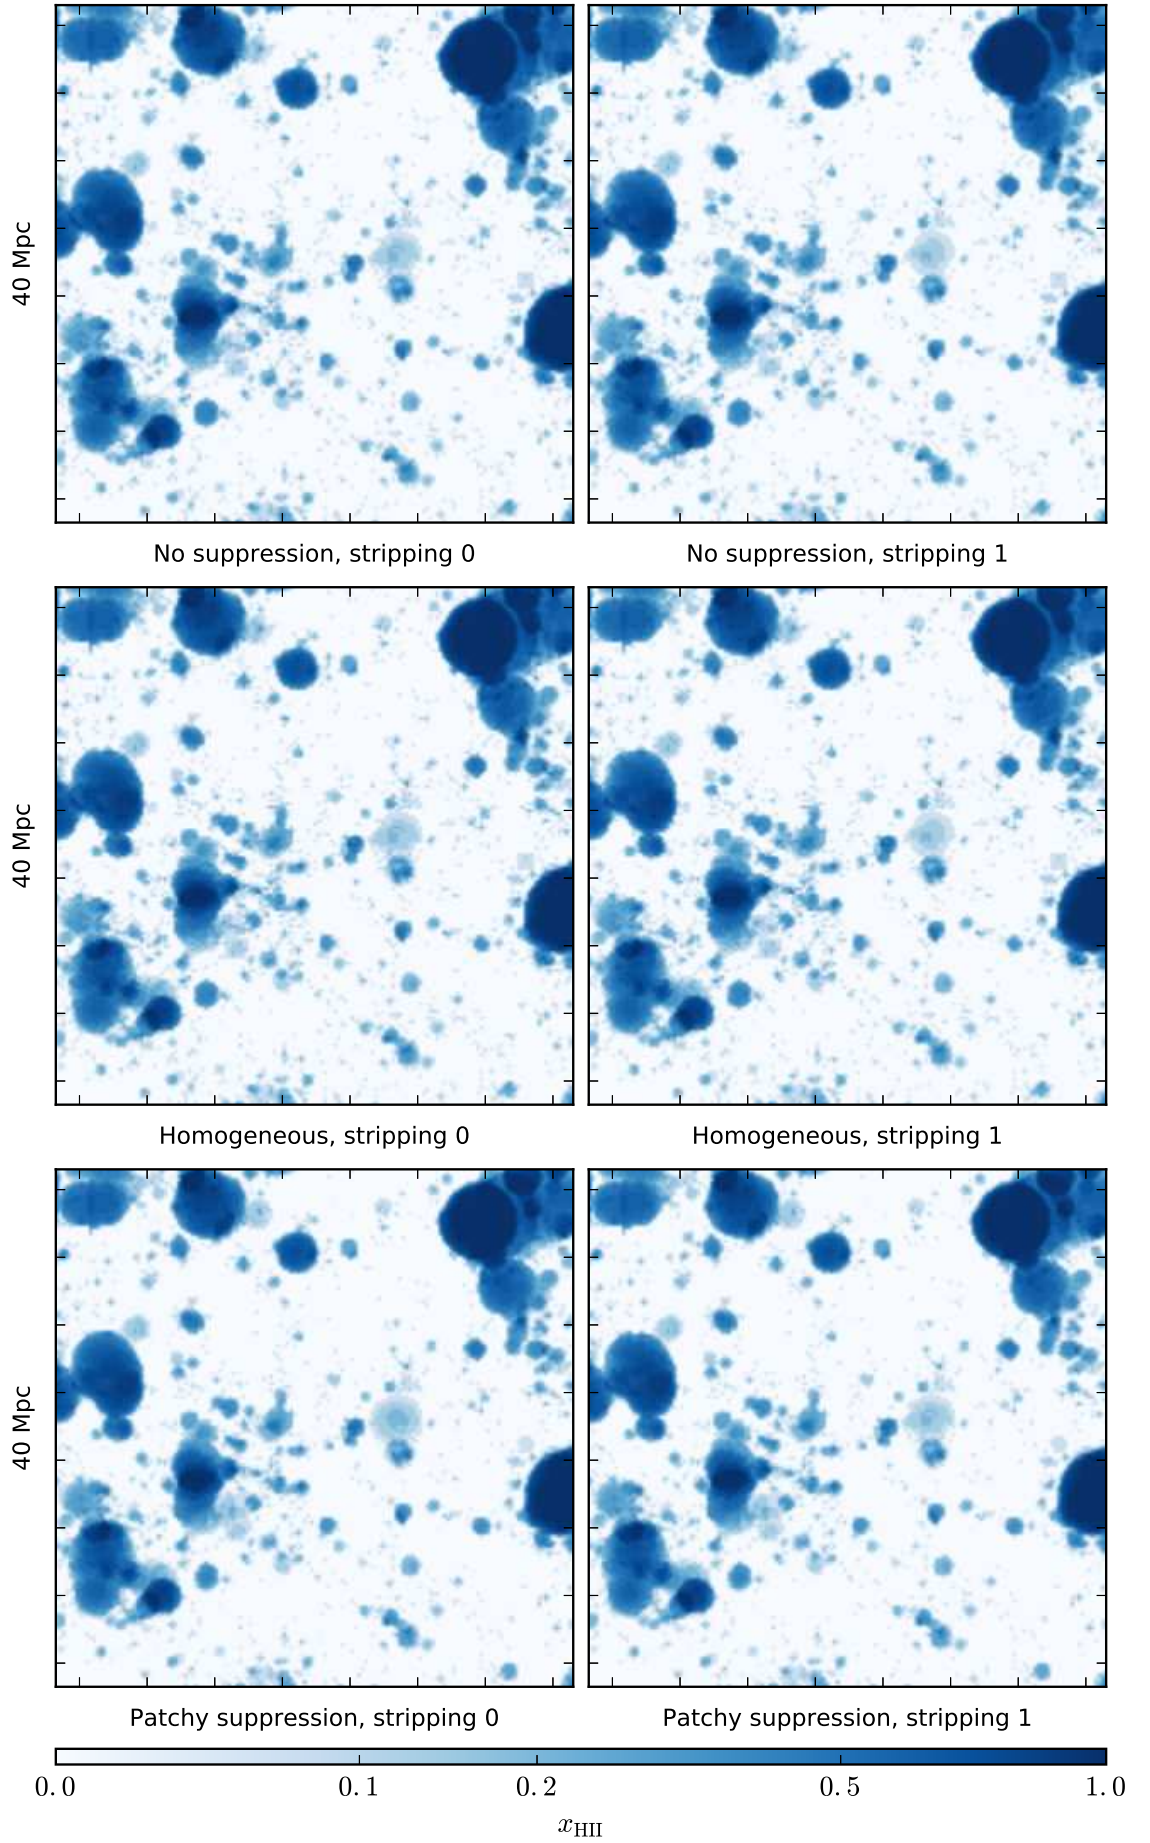 40 Mpc
No suppression, stripping 0
No suppression, stripping 1
40 Mpc
Homogeneous, stripping 0
Homogeneous, stripping 1
40 Mpc
Patchy suppression, stripping 0
Patchy suppression, stripping 1
0.0 0.1 0.2 0.5 1.0
x_HII